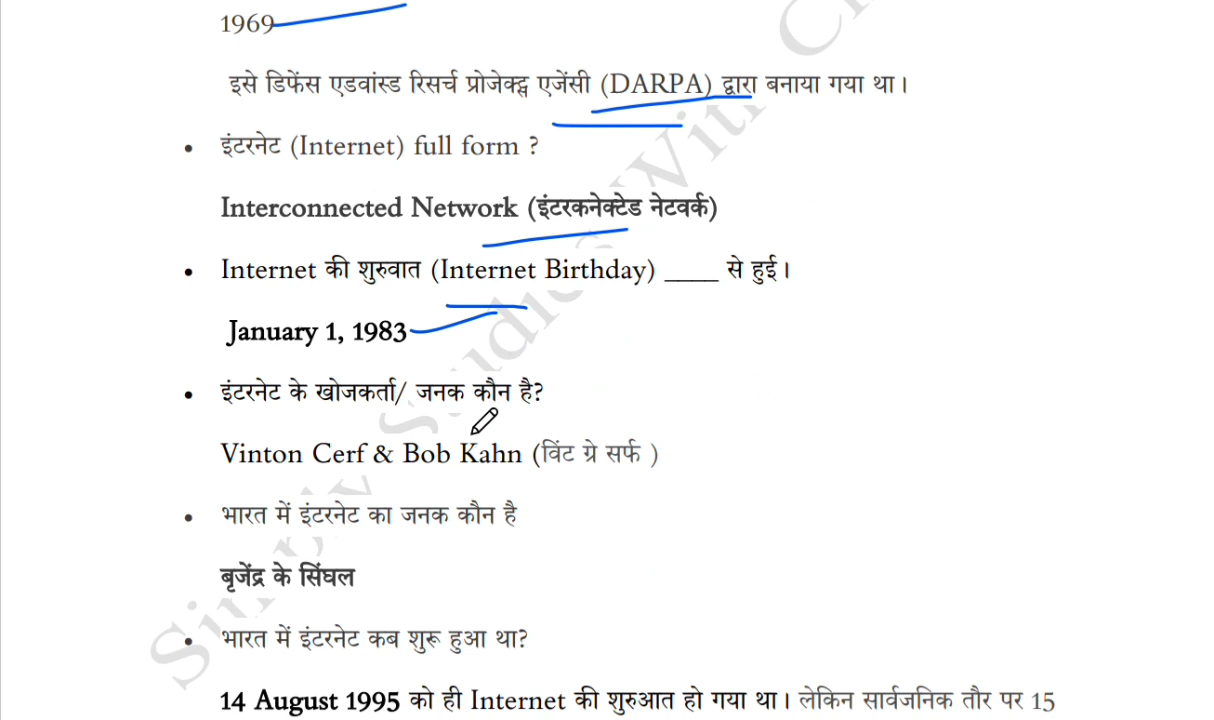 1969
इसे डिफेंस एडवांस्ड रिसर्च प्रोजेक्ट्स एजेंसी (DARPA) द्वारा बनाया गया था।
• इंटरनेट (Internet) full form ?
Interconnected Network (इंटरकनेक्टेड नेटवर्क)
• Internet की शुरुवात (Internet Birthday) ____ से हुई।
January 1, 1983
• इंटरनेट के खोजकर्ता/ जनक कौन है?
Vinton Cerf & Bob Kahn (विंट ग्रे सर्फ )
• भारत में इंटरनेट का जनक कौन है
बृजेंद्र के सिंघल
• भारत में इंटरनेट कब शुरू हुआ था?
14 August 1995 को ही Internet की शुरुआत हो गया था। लेकिन सार्वजनिक तौर पर 15